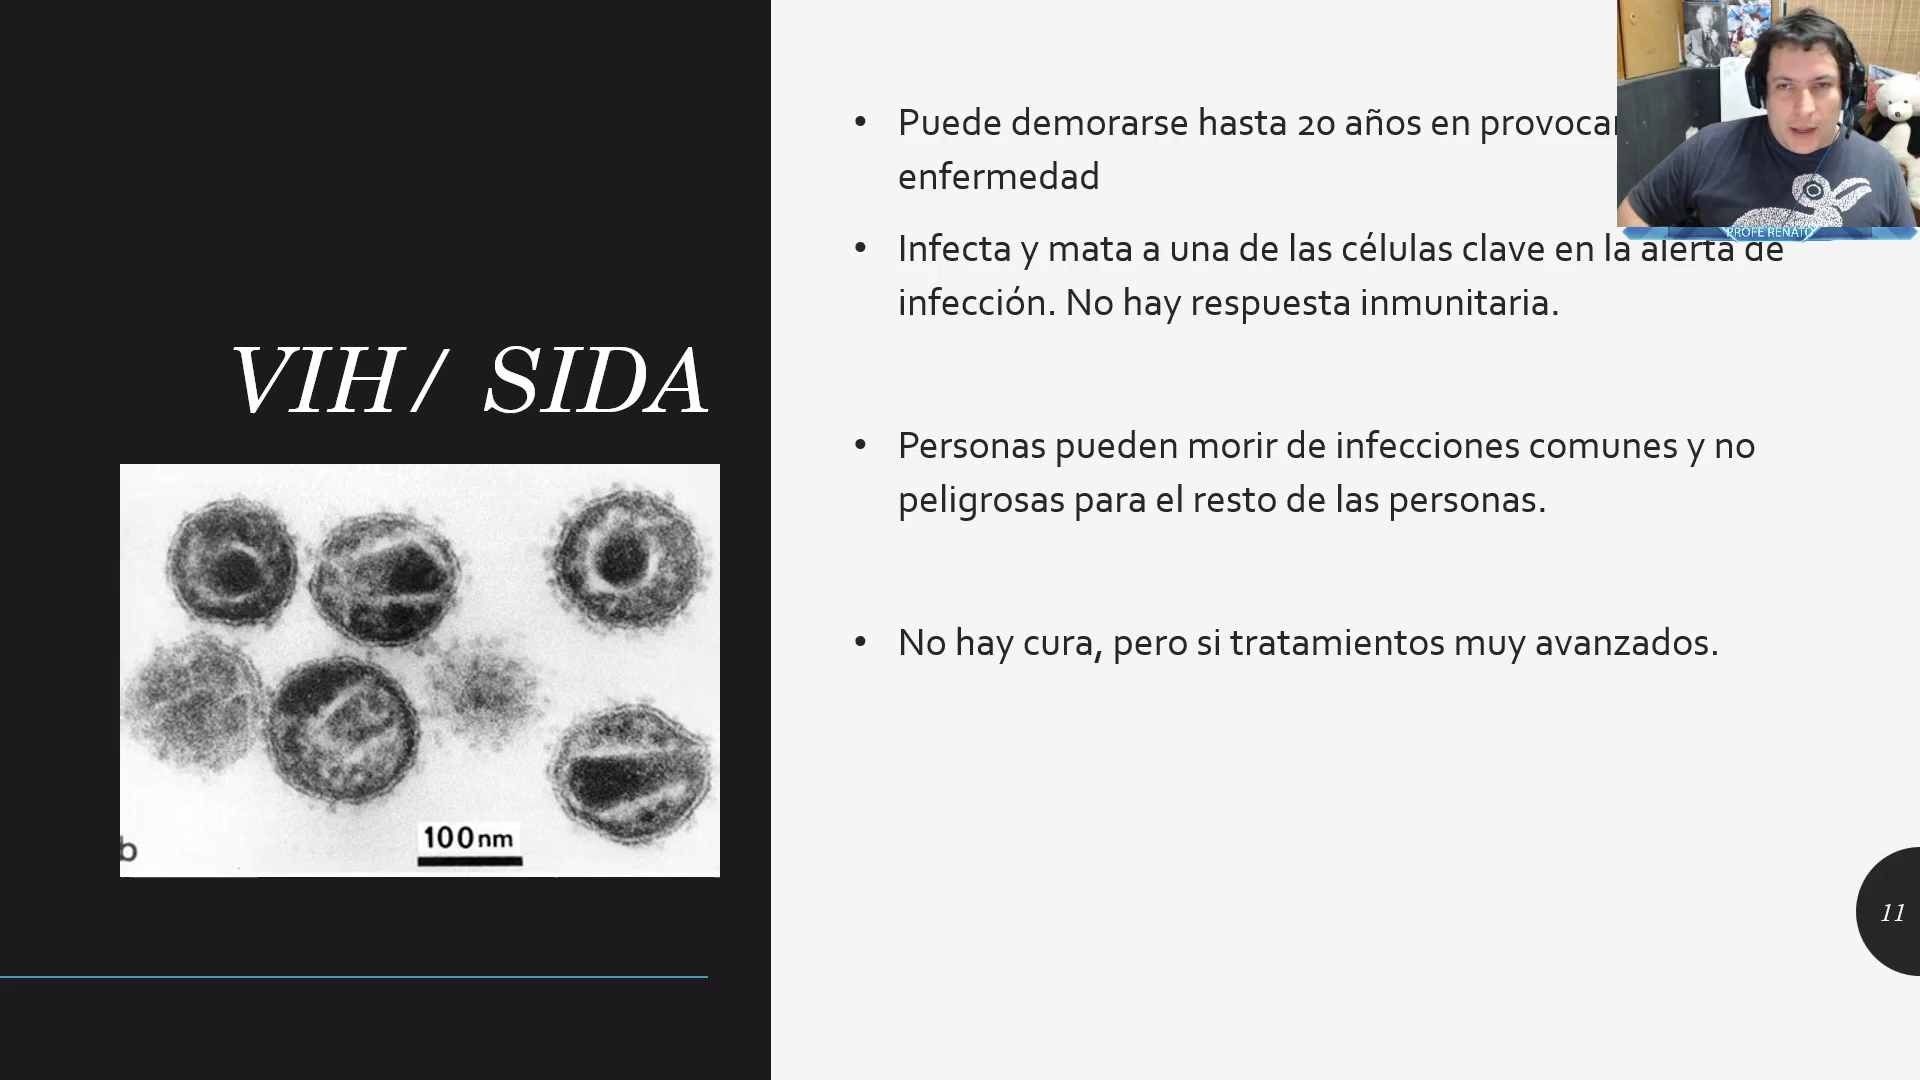 VIH/ SIDA
b
100nm
• Puede demorarse hasta 20 años en provocar
enfermedad
• Infecta y mata a una de las células clave en la alerta de
infección. No hay respuesta inmunitaria.
• Personas pueden morir de infecciones comunes y no
peligrosas para el resto de las personas.
• No hay cura, pero si tratamientos muy avanzados.
PROFE RENATO
11